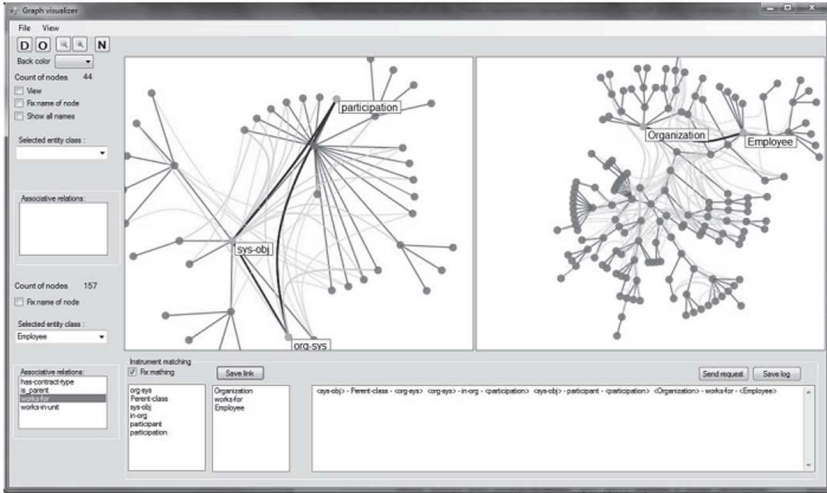 Graph visualizer
File View
D O N
Back color
Count of nodes 44
View
Fix name of node
Show all names
Selected entity class :
Associative relations:
participation
sys-obj
org-sys
Organization
Employee
Count of nodes 157
Fix name of node
Selected entity class :
Employee
Associative relations:
has-contract-type
is_parent
works-for
works-in-unit
Instrument matching
Fix mathing
Save link
Send request
Save log
org-sys
Parent-class
sys-obj
in-org
participant
participation
Organization
works-for
Employee
<sys-obj> - Parent-class - <org-sys> <org-sys> - in-org - <participation> <sys-obj> - participant - <participation> <Organization> - works-for - <Employee>